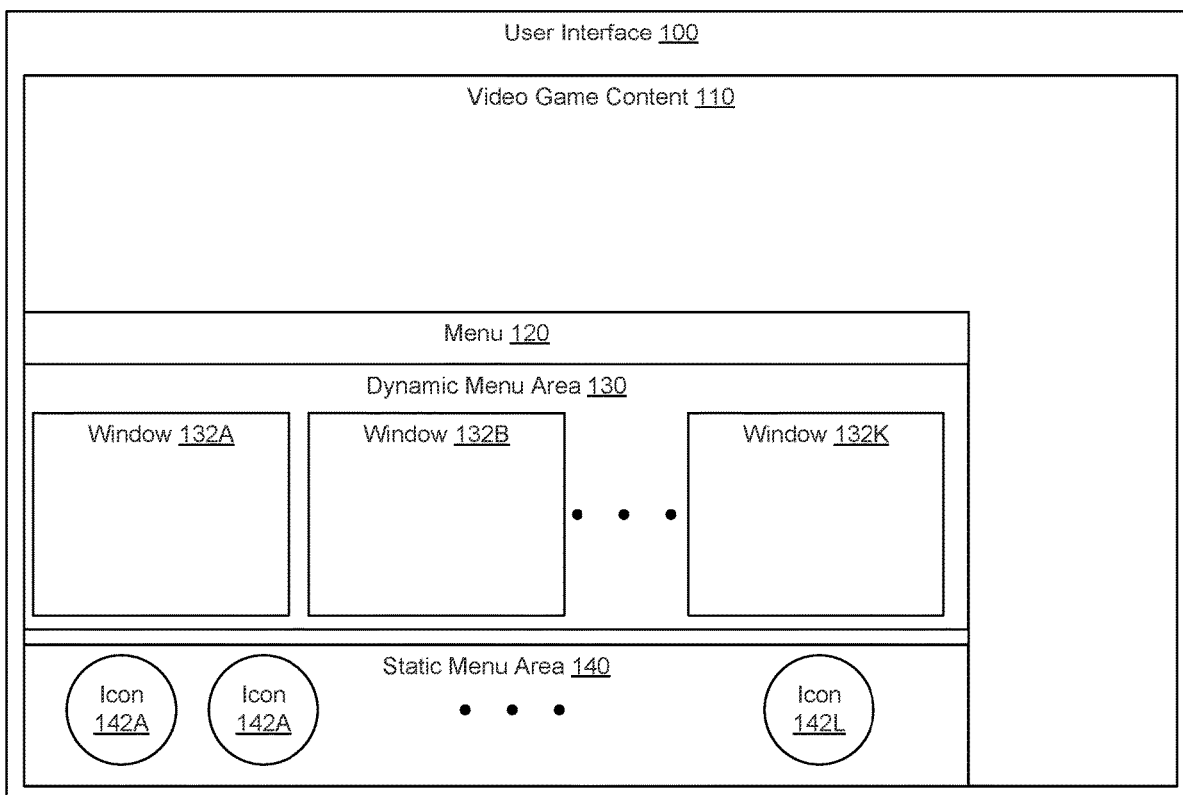 User Interface 100
Video Game Content 110
Menu 120
Dynamic Menu Area 130
Window 132A
Window 132B
Window 132K
Static Menu Area 140
Icon
142A
Icon
142A
Icon
142L